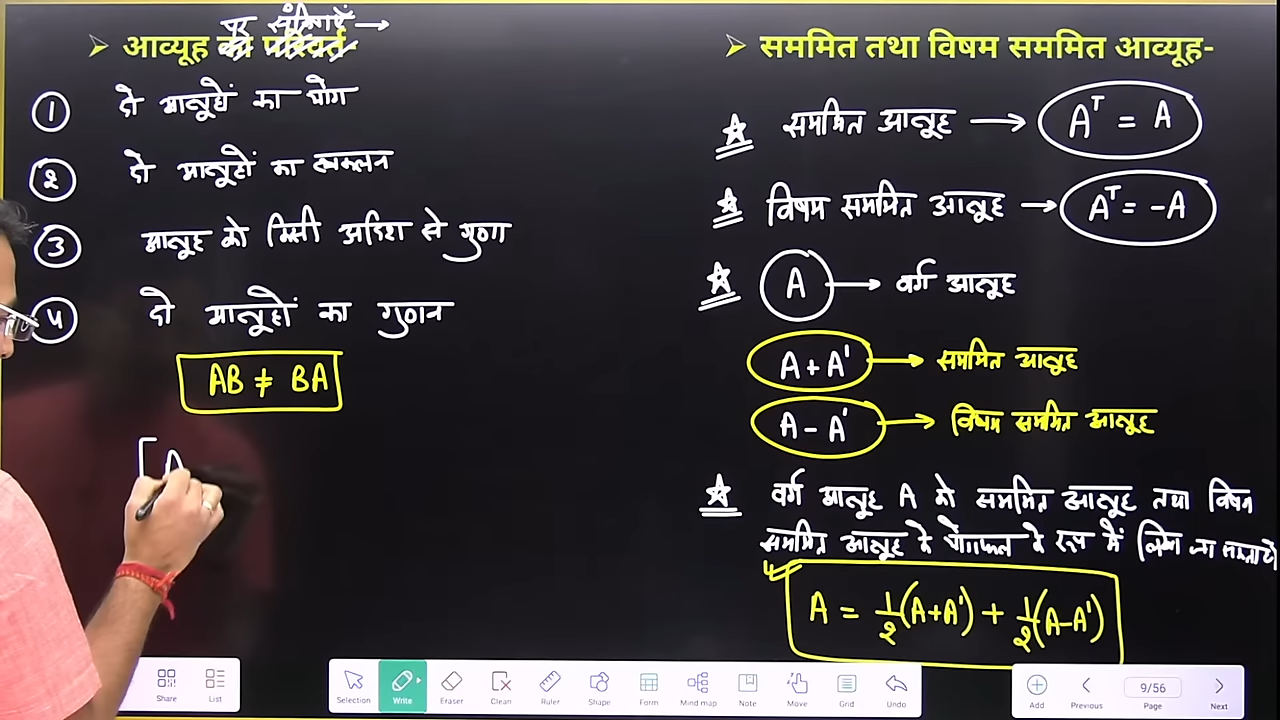 पर संक्रियाएँ →
➤ आव्यूह का परिवर्त-
① दो आव्यूहों का योग
② दो आव्यूहों का व्यवकलन
③ आव्यूह को किसी अदिश से गुणा
④ दो आव्यूहों का गुणन
AB ≠ BA
[A
➤ सममित तथा विषम सममित आव्यूह-
☆ सममित आव्यूह → Aᵀ = A
☆ विषम सममित आव्यूह → Aᵀ = -A
☆ A → वर्ग आव्यूह
A + A' → सममित आव्यूह
A - A' → विषम सममित आव्यूह
☆ वर्ग आव्यूह A को सममित आव्यूह तथा विषम
सममित आव्यूह के योगफल के रूप में लिखा जा सकता है
A = 1/2(A+A') + 1/2(A-A')
Share List Selection Write Eraser Clean Ruler Shape Form Mind map Note Move Grid Undo Add Previous 9/56 Page Next